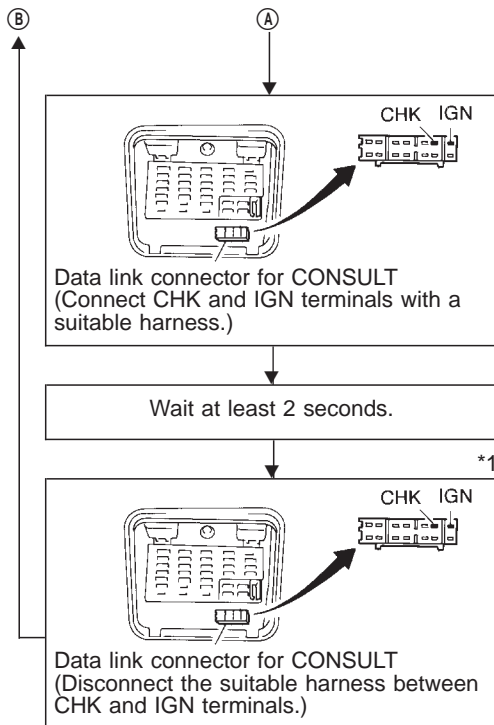 Ⓑ Ⓐ
CHK IGN
Data link connector for CONSULT
(Connect CHK and IGN terminals with a
suitable harness.)
Wait at least 2 seconds.
*1
CHK IGN
Data link connector for CONSULT
(Disconnect the suitable harness between
CHK and IGN terminals.)